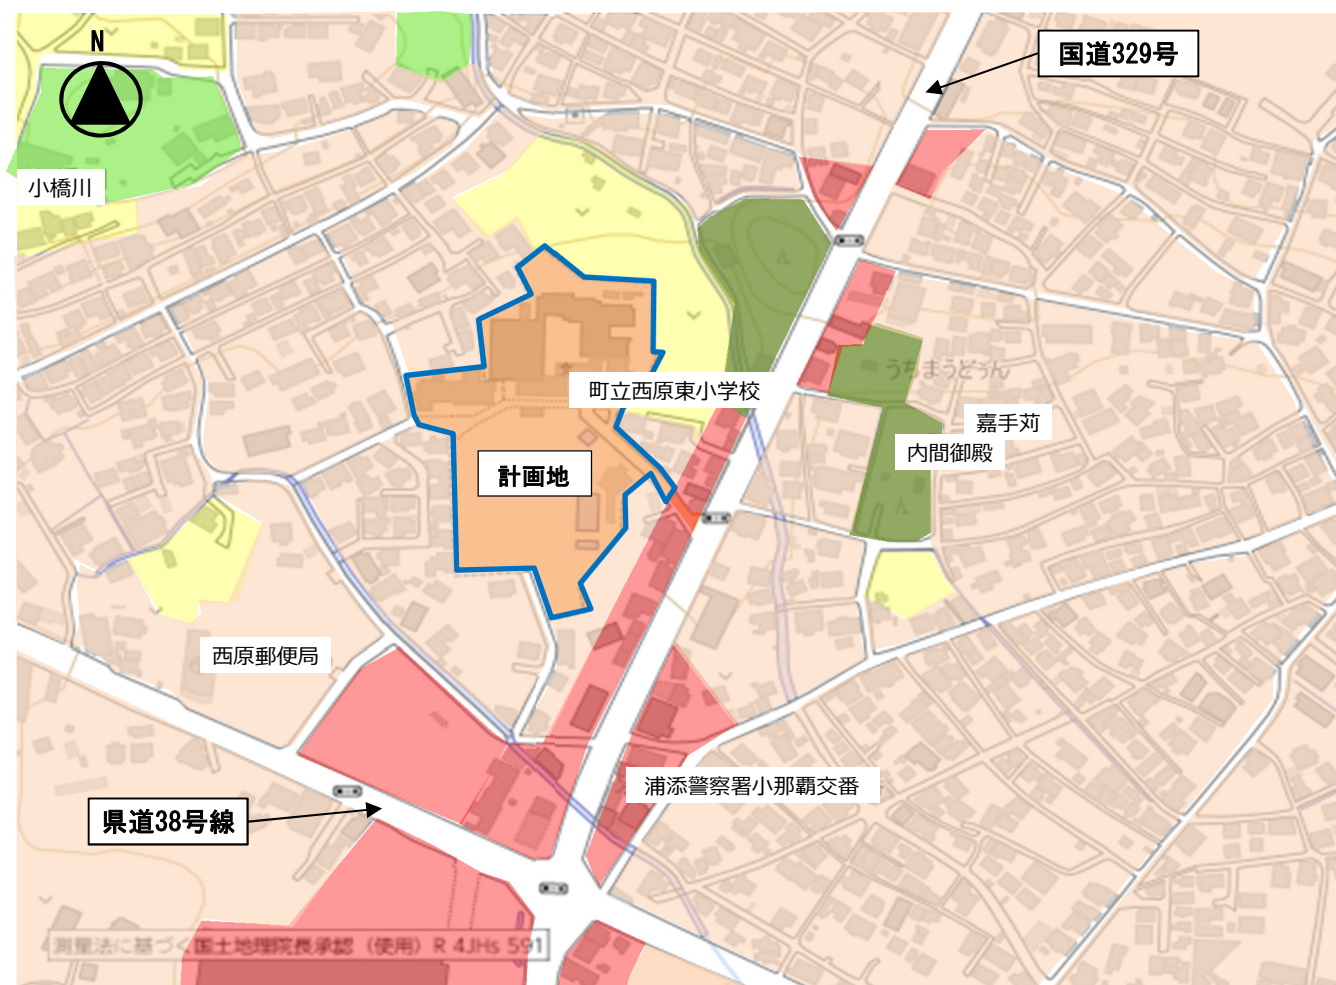 N
国道329号
小橋川
うちまうどぅん
町立西原東小学校
嘉手苅
内間御殿
計画地
西原郵便局
浦添警察署小那覇交番
県道38号線
測量法に基づく国土地理院長承認（使用）R 4JHs 591